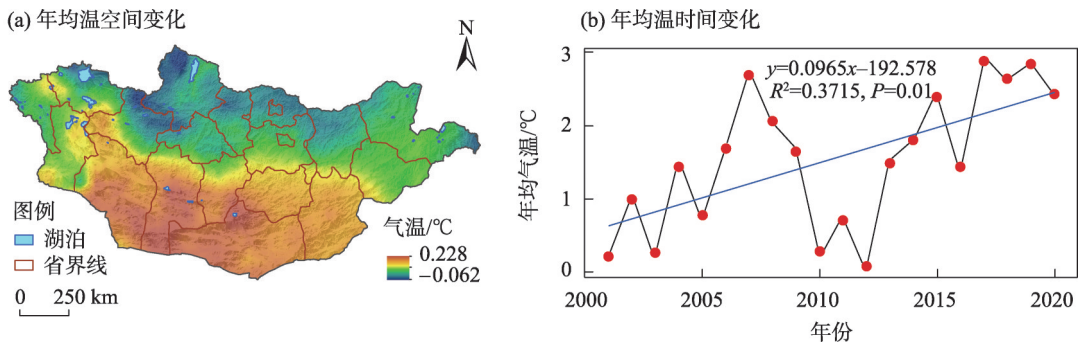 (a) 年均温空间变化
N
图例
湖泊
省界线
0 250 km
气温/℃
0.228
−0.062
(b) 年均温时间变化
y=0.0965x−192.578
R²=0.3715, P=0.01
年均气温/℃
3
2
1
0
2000 2005 2010 2015 2020
年份